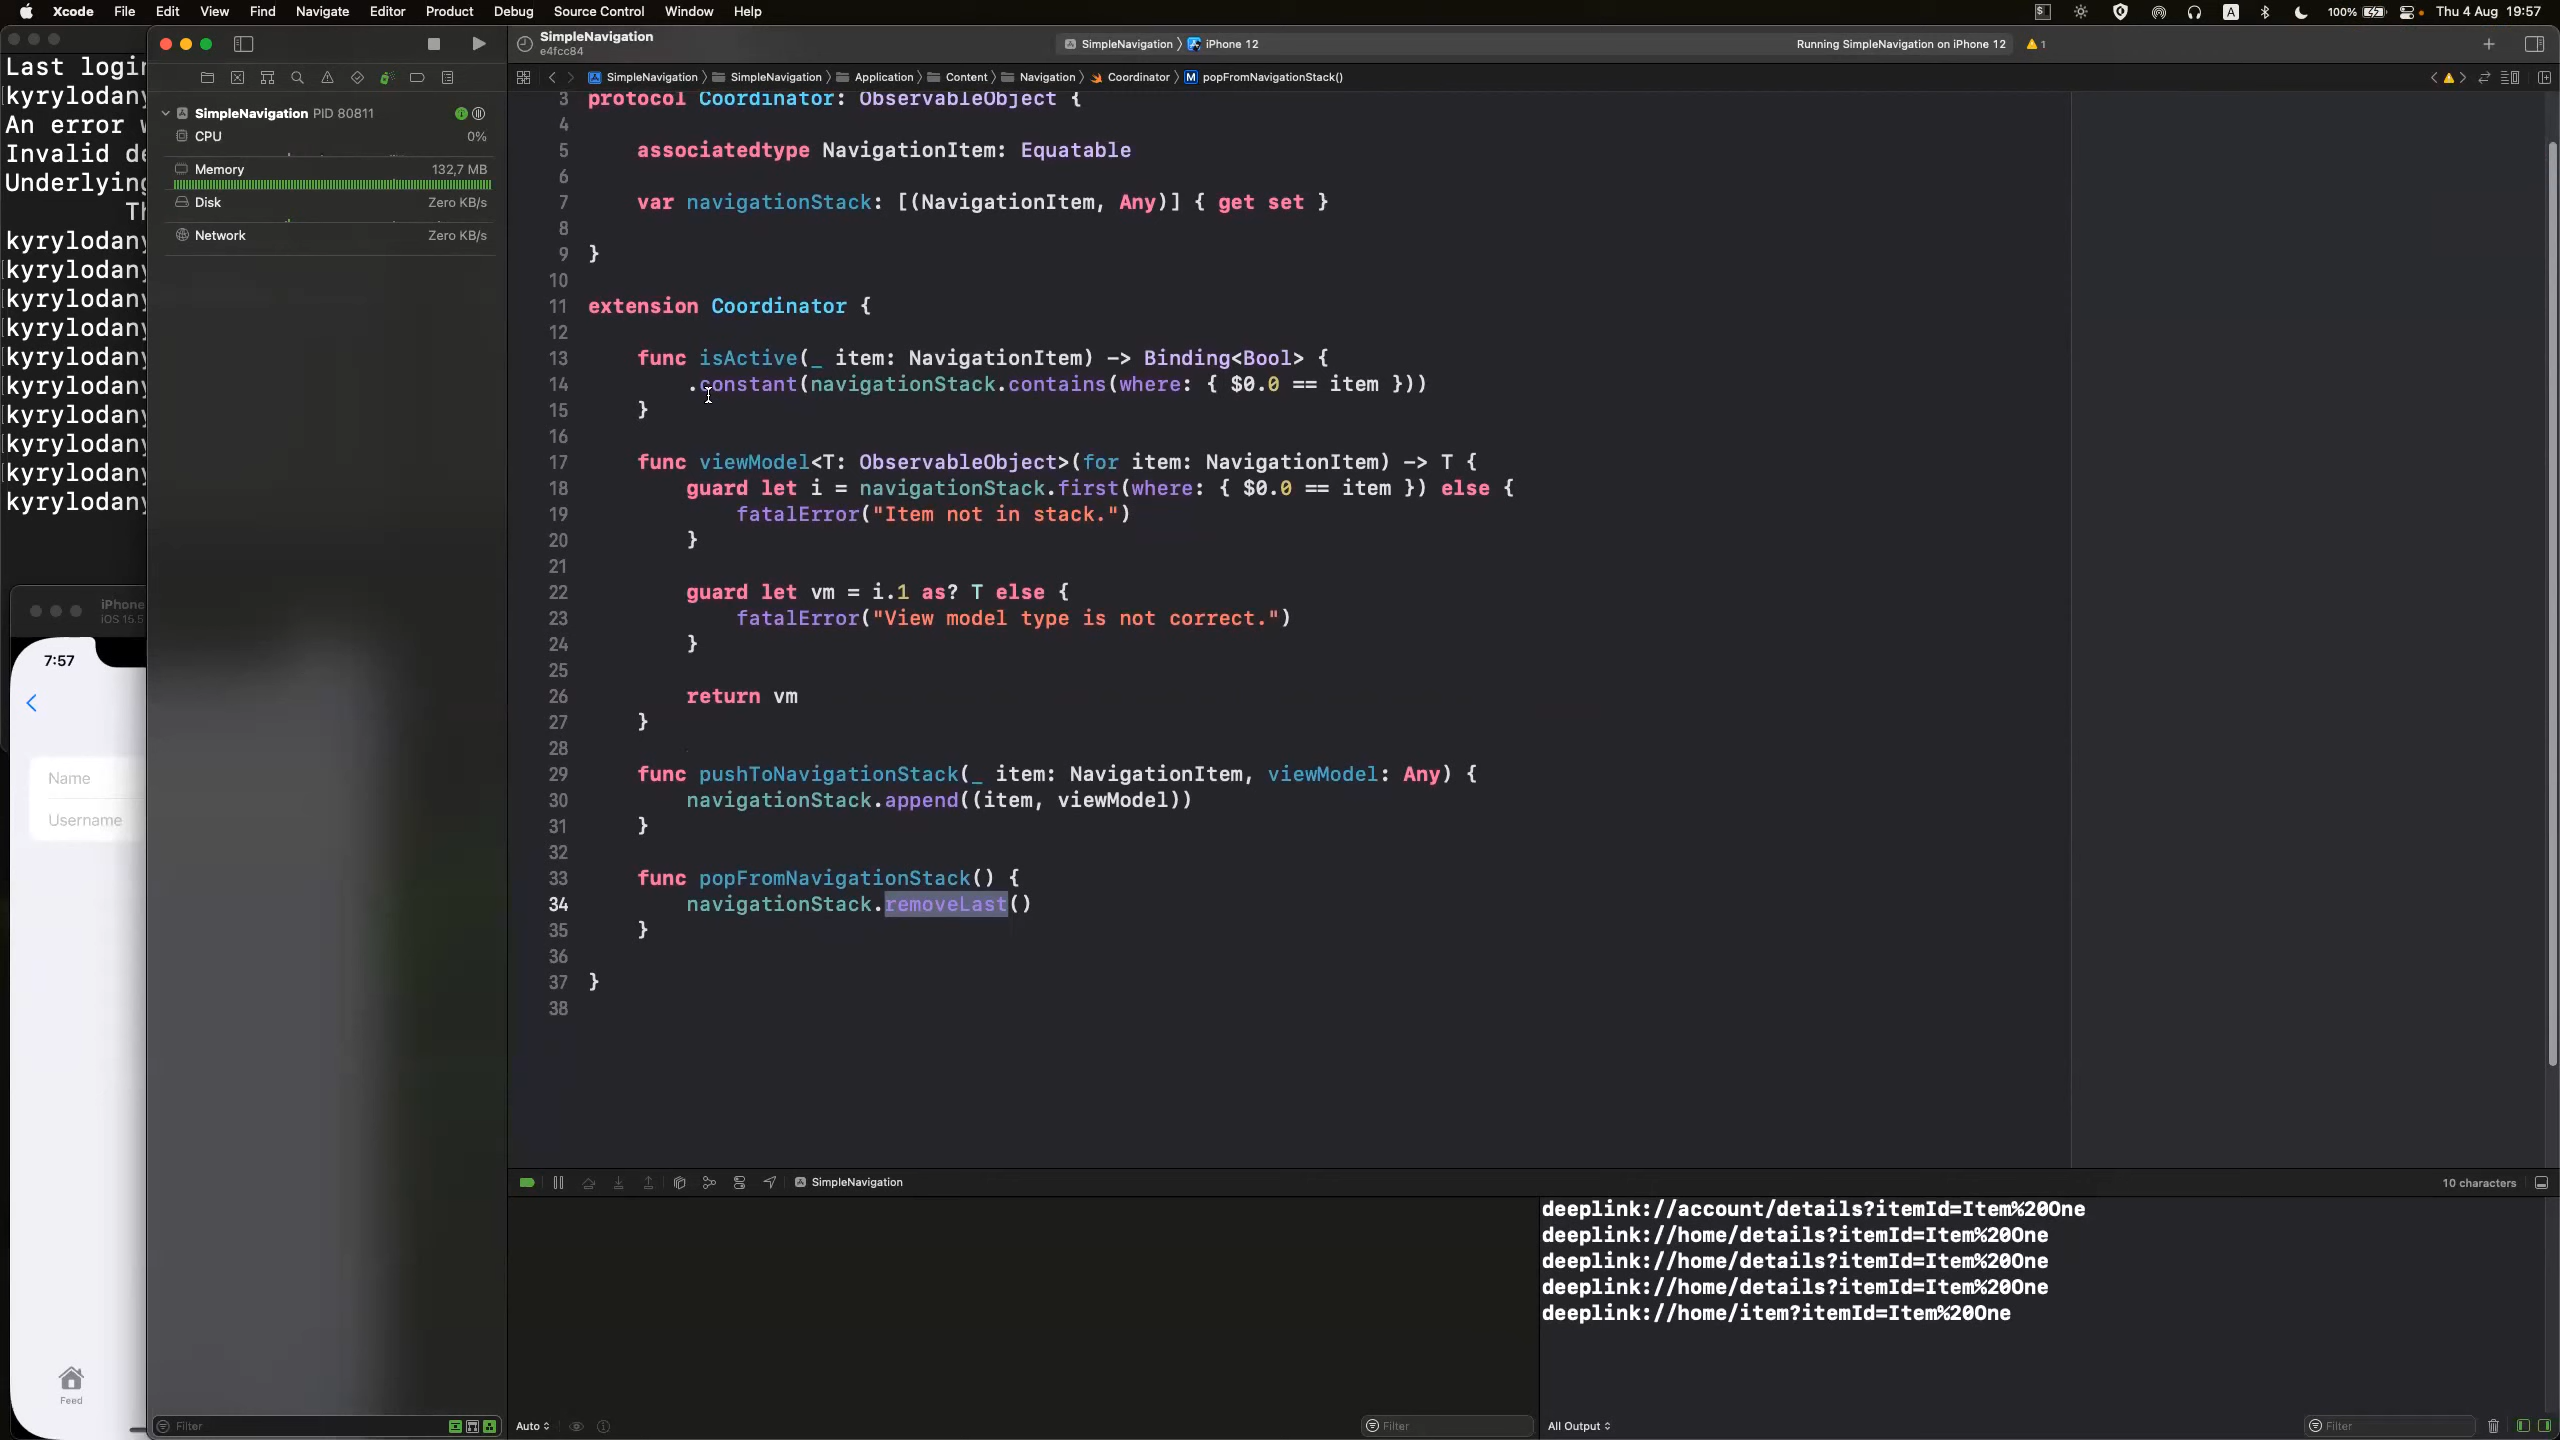 Xcode File Edit View Find Navigate Editor Product Debug Source Control Window Help
100% Thu 4 Aug 19:57
Last login
kyrylodany
An error w
Invalid de
Underlying
Th
kyrylodany
kyrylodany
kyrylodany
kyrylodany
kyrylodany
kyrylodany
kyrylodany
kyrylodany
kyrylodany
kyrylodany
iPhone
iOS 15.5
7:57
Name
Username
Feed
SimpleNavigation PID 80811
CPU 0%
Memory 132,7 MB
Disk Zero KB/s
Network Zero KB/s
Filter
SimpleNavigation
e4fcc84
SimpleNavigation 〉 iPhone 12
Running SimpleNavigation on iPhone 12
1
SimpleNavigation 〉 SimpleNavigation 〉 Application 〉 Content 〉 Navigation 〉 Coordinator 〉 M popFromNavigationStack()
3 protocol Coordinator: ObservableObject {
4
5 associatedtype NavigationItem: Equatable
6
7 var navigationStack: [(NavigationItem, Any)] { get set }
8
9 }
10
11 extension Coordinator {
12
13 func isActive(_ item: NavigationItem) -> Binding<Bool> {
14 .constant(navigationStack.contains(where: { $0.0 == item }))
15 }
16
17 func viewModel<T: ObservableObject>(for item: NavigationItem) -> T {
18 guard let i = navigationStack.first(where: { $0.0 == item }) else {
19 fatalError("Item not in stack.")
20 }
21
22 guard let vm = i.1 as? T else {
23 fatalError("View model type is not correct.")
24 }
25
26 return vm
27 }
28
29 func pushToNavigationStack(_ item: NavigationItem, viewModel: Any) {
30 navigationStack.append((item, viewModel))
31 }
32
33 func popFromNavigationStack() {
34 navigationStack.removeLast()
35 }
36
37 }
38
SimpleNavigation
10 characters
deeplink://account/details?itemId=Item%20One
deeplink://home/details?itemId=Item%20One
deeplink://home/details?itemId=Item%20One
deeplink://home/details?itemId=Item%20One
deeplink://home/item?itemId=Item%20One
Auto
Filter
All Output
Filter